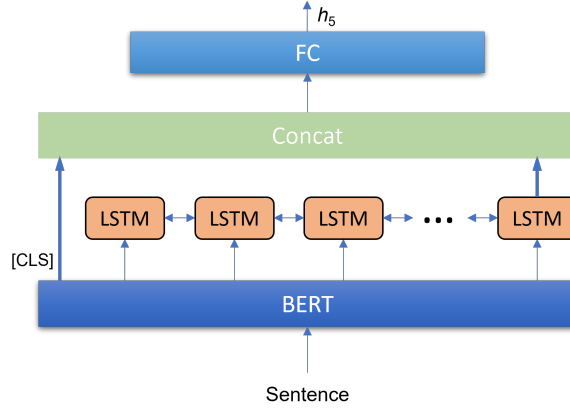 h5
FC
Concat
LSTM LSTM LSTM ... LSTM
[CLS]
BERT
Sentence